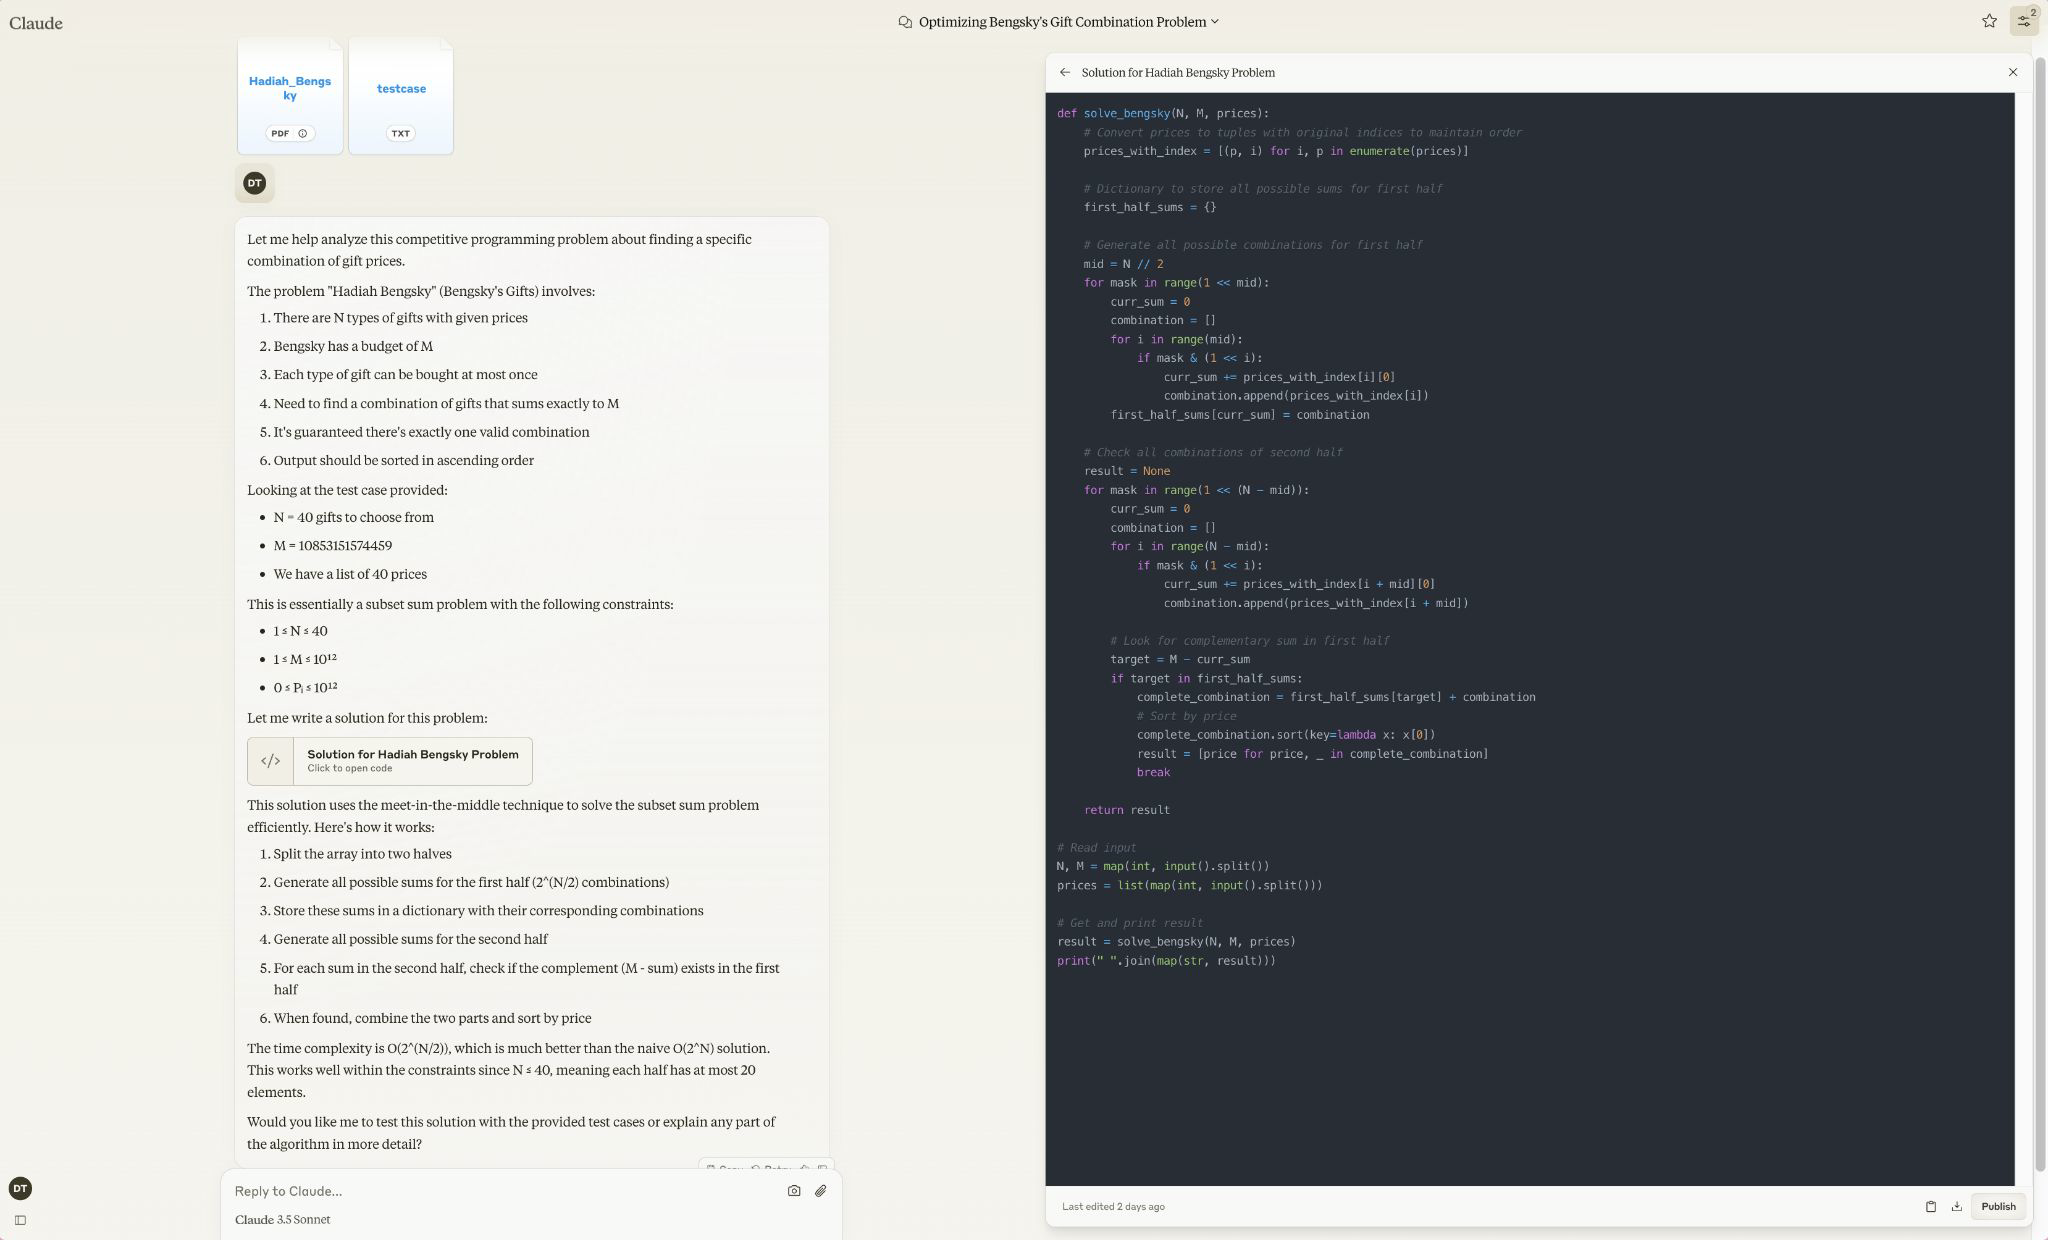 Claude
Optimizing Bengsky's Gift Combination Problem
2
Hadiah_Bengs
ky
PDF
testcase
TXT
DT
Let me help analyze this competitive programming problem about finding a specific
combination of gift prices.
The problem "Hadiah Bengsky" (Bengsky's Gifts) involves:
1. There are N types of gifts with given prices
2. Bengsky has a budget of M
3. Each type of gift can be bought at most once
4. Need to find a combination of gifts that sums exactly to M
5. It's guaranteed there's exactly one valid combination
6. Output should be sorted in ascending order
Looking at the test case provided:
• N = 40 gifts to choose from
• M = 10853151574459
• We have a list of 40 prices
This is essentially a subset sum problem with the following constraints:
• 1 ≤ N ≤ 40
• 1 ≤ M ≤ 10¹²
• 0 ≤ Pᵢ ≤ 10¹²
Let me write a solution for this problem:
</>
Solution for Hadiah Bengsky Problem
Click to open code
This solution uses the meet-in-the-middle technique to solve the subset sum problem
efficiently. Here's how it works:
1. Split the array into two halves
2. Generate all possible sums for the first half (2^(N/2) combinations)
3. Store these sums in a dictionary with their corresponding combinations
4. Generate all possible sums for the second half
5. For each sum in the second half, check if the complement (M - sum) exists in the first
half
6. When found, combine the two parts and sort by price
The time complexity is O(2^(N/2)), which is much better than the naive O(2^N) solution.
This works well within the constraints since N ≤ 40, meaning each half has at most 20
elements.
Would you like me to test this solution with the provided test cases or explain any part of
the algorithm in more detail?
Copy Retry
Reply to Claude...
Claude 3.5 Sonnet
DT
Solution for Hadiah Bengsky Problem
def solve_bengsky(N, M, prices):
    # Convert prices to tuples with original indices to maintain order
    prices_with_index = [(p, i) for i, p in enumerate(prices)]
    # Dictionary to store all possible sums for first half
    first_half_sums = {}
    # Generate all possible combinations for first half
    mid = N // 2
    for mask in range(1 << mid):
        curr_sum = 0
        combination = []
        for i in range(mid):
            if mask & (1 << i):
                curr_sum += prices_with_index[i][0]
                combination.append(prices_with_index[i])
        first_half_sums[curr_sum] = combination
    # Check all combinations of second half
    result = None
    for mask in range(1 << (N - mid)):
        curr_sum = 0
        combination = []
        for i in range(N - mid):
            if mask & (1 << i):
                curr_sum += prices_with_index[i + mid][0]
                combination.append(prices_with_index[i + mid])
        # Look for complementary sum in first half
        target = M - curr_sum
        if target in first_half_sums:
            complete_combination = first_half_sums[target] + combination
            # Sort by price
            complete_combination.sort(key=lambda x: x[0])
            result = [price for price, _ in complete_combination]
            break
    return result
# Read input
N, M = map(int, input().split())
prices = list(map(int, input().split()))
# Get and print result
result = solve_bengsky(N, M, prices)
print(" ".join(map(str, result)))
Last edited 2 days ago
Publish